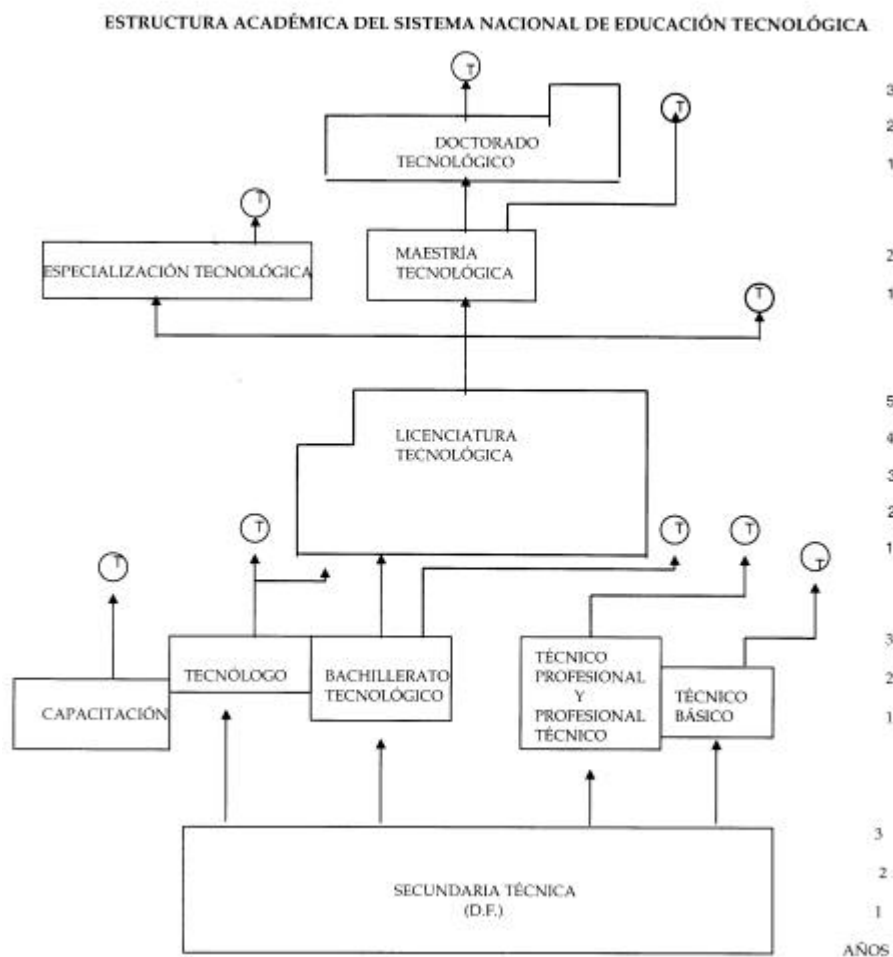 ESTRUCTURA ACADÉMICA DEL SISTEMA NACIONAL DE EDUCACIÓN TECNOLÓGICA
T
3
T
2
DOCTORADO
TECNOLÓGICO
1
T
ESPECIALIZACIÓN TECNOLÓGICA
MAESTRÍA
TECNOLÓGICA
2
1
T
5
LICENCIATURA
TECNOLÓGICA
4
3
2
T
T
T
1
T
T
3
TECNÓLOGO
BACHILLERATO
TECNOLÓGICO
TÉCNICO
PROFESIONAL
Y
PROFESIONAL
TÉCNICO
TÉCNICO
BÁSICO
2
CAPACITACIÓN
1
3
SECUNDARIA TÉCNICA
(D.F.)
2
1
AÑOS